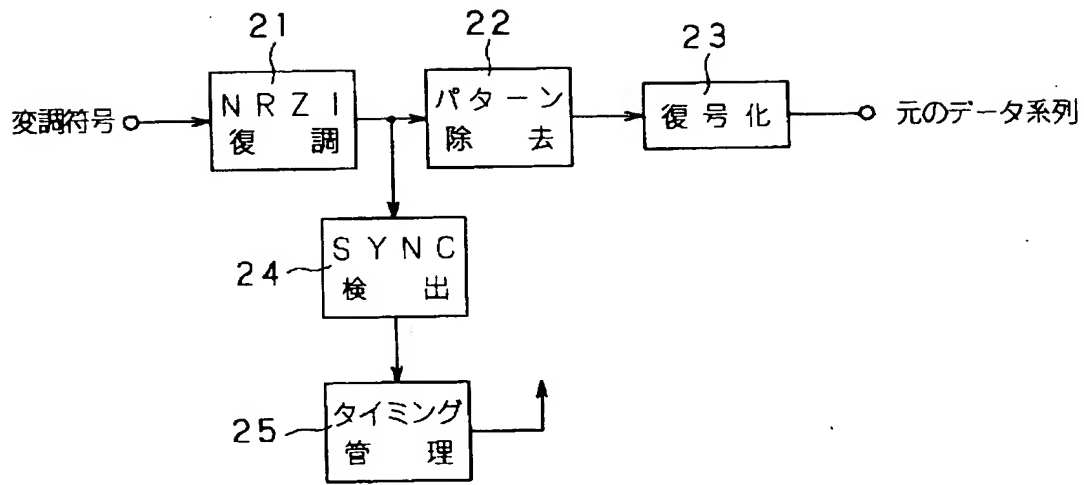 21
22
23
変調符号
NRZI
復調
パターン
除去
復号化
元のデータ系列
SYNC
検出
24
タイミング
管理
25